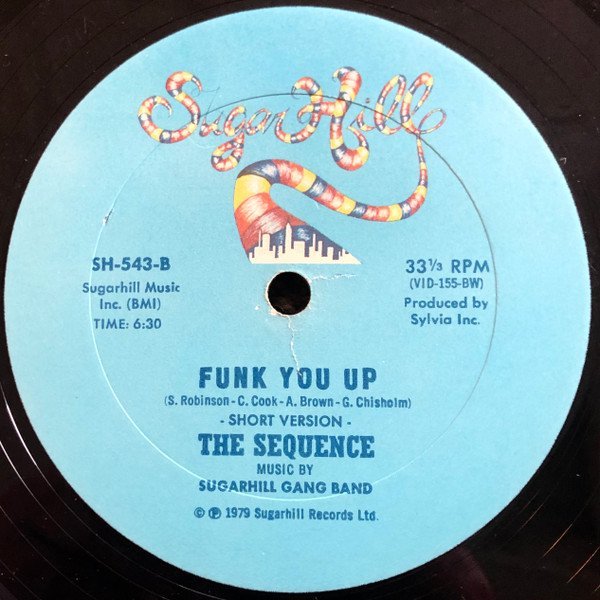 Sugar Hill
SH-543-B
Sugarhill Music
Inc. (BMI)
TIME: 6:30
33⅓ RPM
(VID-155-BW)
Produced by
Sylvia Inc.
FUNK YOU UP
(S. Robinson - C. Cook - A. Brown - G. Chisholm)
- SHORT VERSION -
THE SEQUENCE
MUSIC BY
SUGARHILL GANG BAND
© ℗ 1979 Sugarhill Records Ltd.